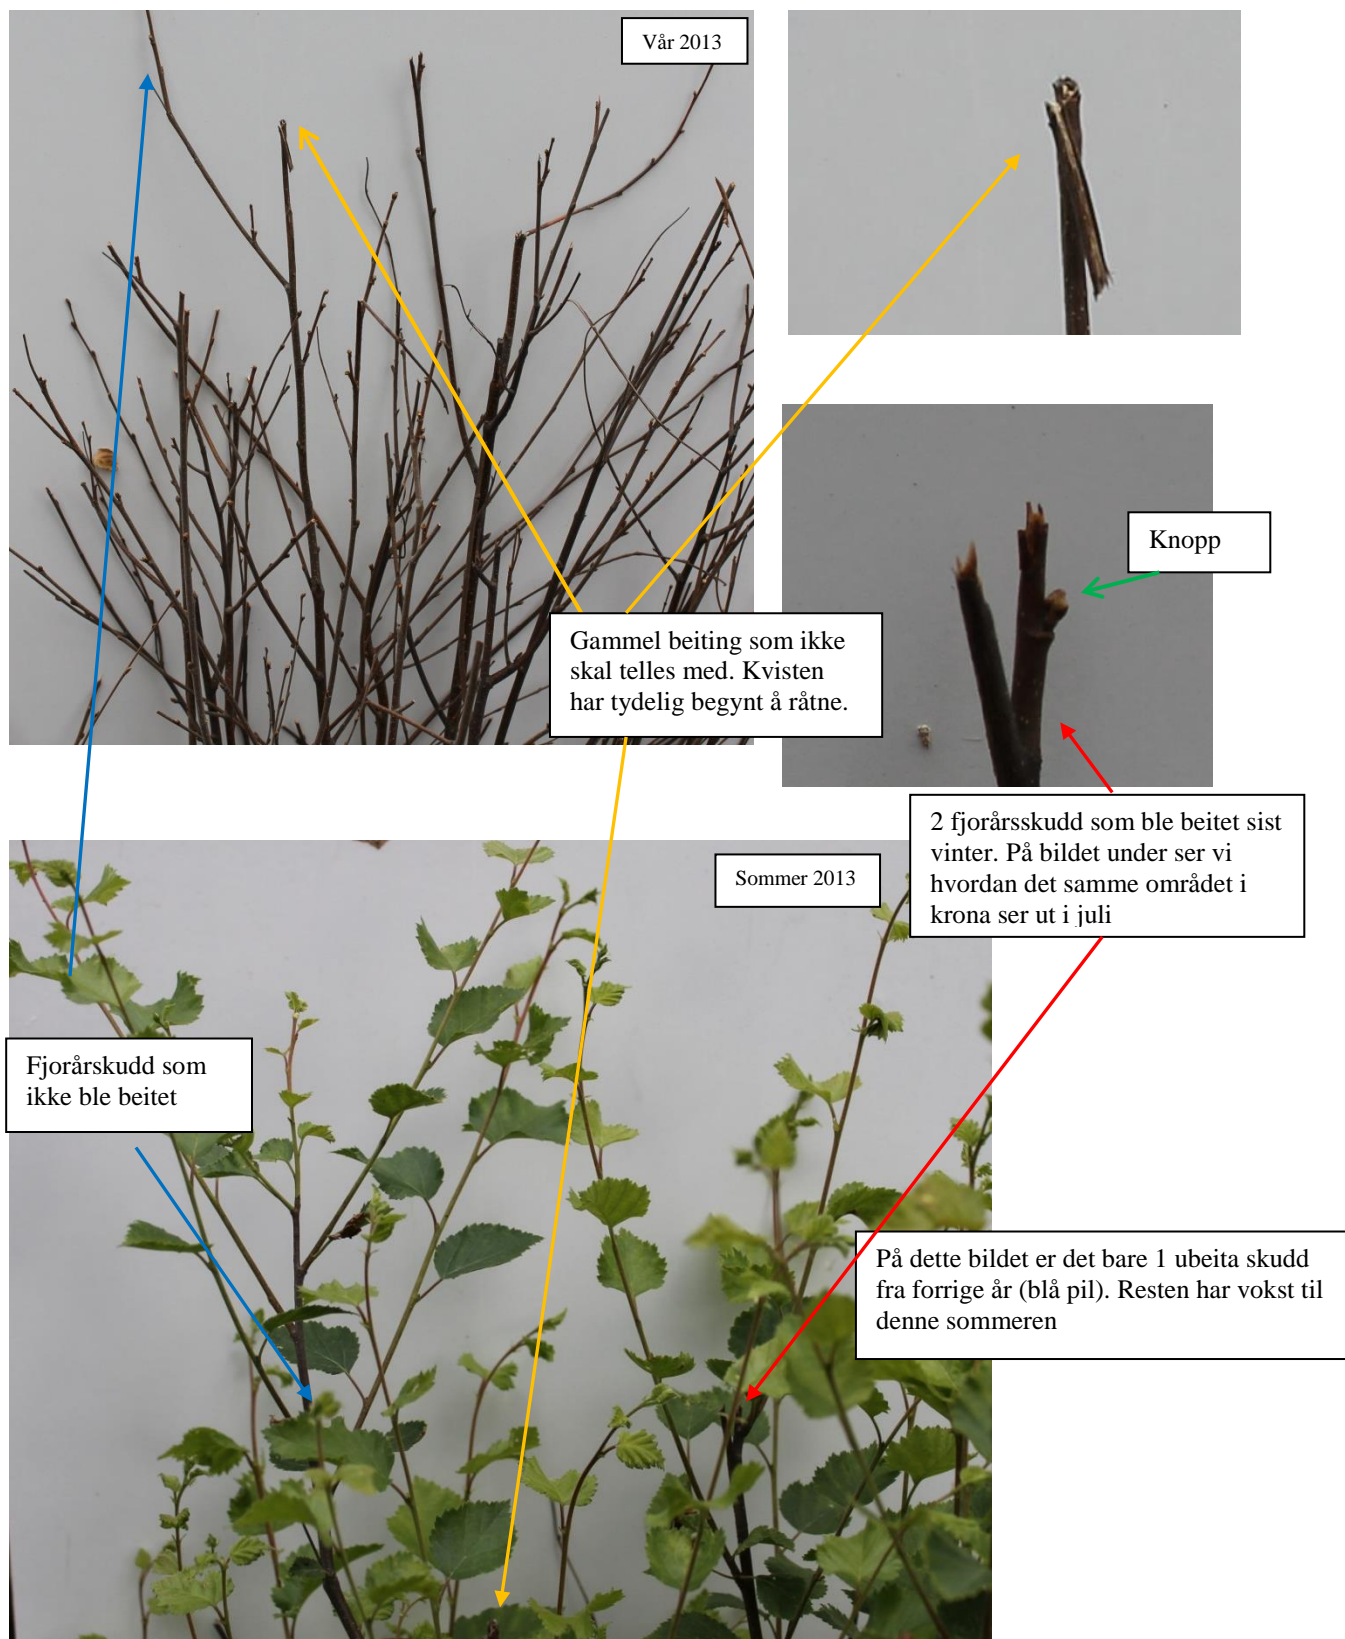 Vår 2013
Knopp
Gammel beiting som ikke
skal telles med. Kvisten
har tydelig begynt å råtne.
2 fjorårsskudd som ble beitet sist
vinter. På bildet under ser vi
hvordan det samme området i
krona ser ut i juli
Sommer 2013
Fjorårskudd som
ikke ble beitet
På dette bildet er det bare 1 ubeita skudd
fra forrige år (blå pil). Resten har vokst til
denne sommeren